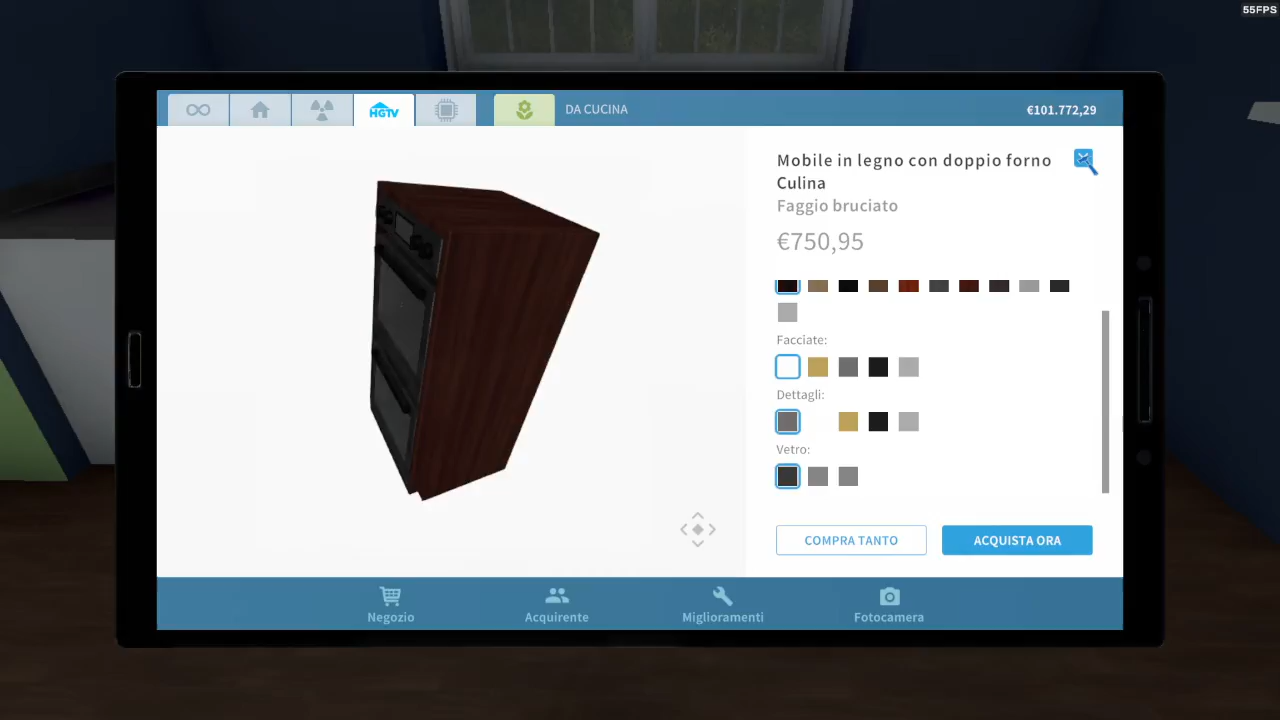 55FPS
HGTV
DA CUCINA
€101.772,29
Mobile in legno con doppio forno
Culina
Faggio bruciato
€750,95
Facciate:
Dettagli:
Vetro:
COMPRA TANTO
ACQUISTA ORA
Negozio
Acquirente
Miglioramenti
Fotocamera